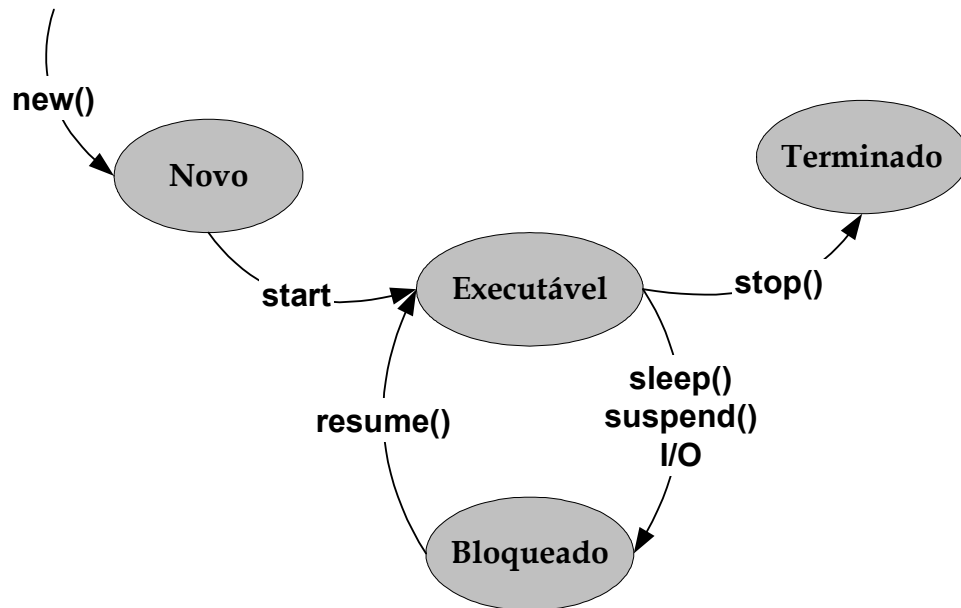 new()
Novo
Terminado
start
Executável
stop()
sleep()
suspend()
I/O
resume()
Bloqueado